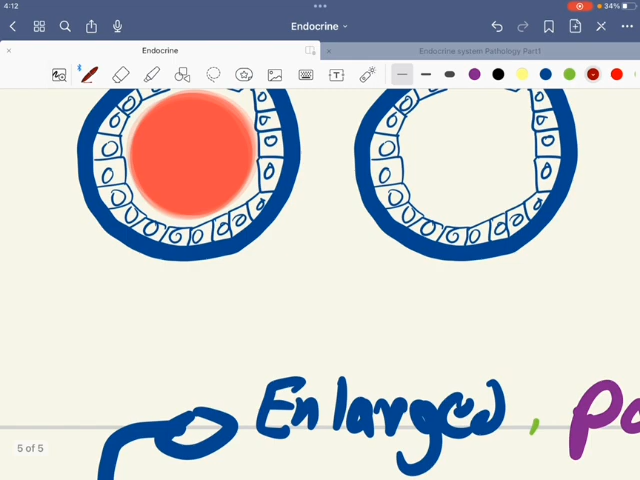 4:12
34%
Endocrine
Endocrine
Endocrine system Pathology Part1
T
Enlarged,
5 of 5